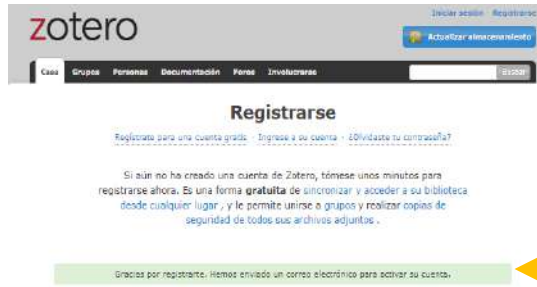 Iniciar sesión Registrarse
zotero
Actualizar almacenamiento
Casa Grupos Personas Documentación Foros Involucrarse
Buscar
Registrarse
Regístrate para una cuenta gratis · Ingrese a su cuenta · ¿Olvidaste tu contraseña?
Si aún no ha creado una cuenta de Zotero, tómese unos minutos para
registrarse ahora. Es una forma gratuita de sincronizar y acceder a su biblioteca
desde cualquier lugar , y le permite unirse a grupos y realizar copias de
seguridad de todos sus archivos adjuntos .
Gracias por registrarte. Hemos enviado un correo electrónico para activar su cuenta.